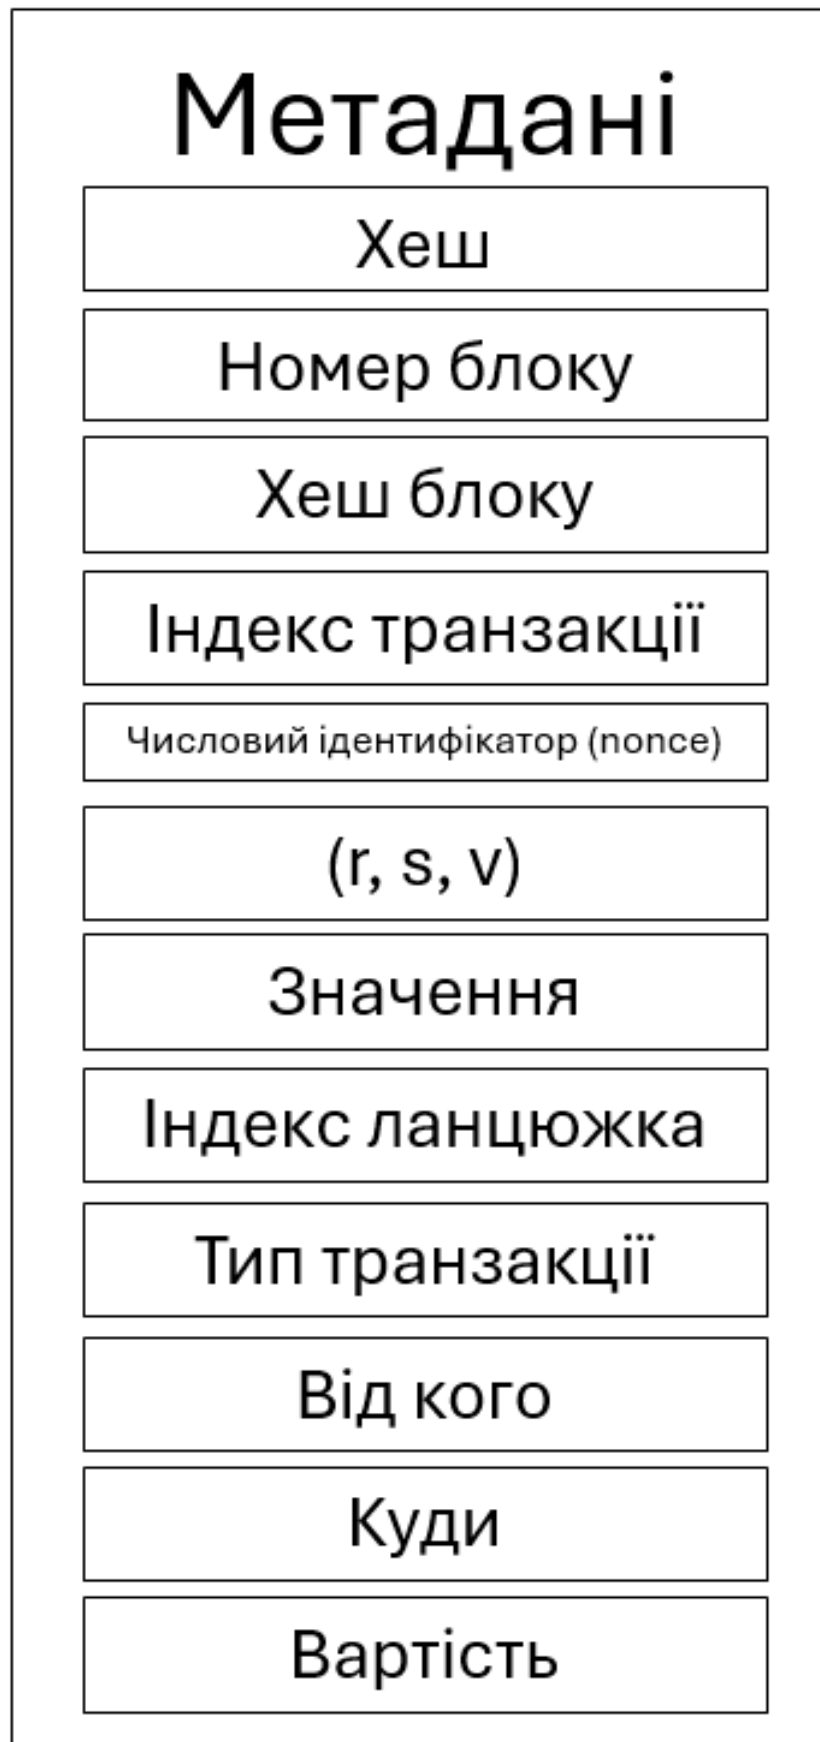 Метадані
Хеш
Номер блоку
Хеш блоку
Індекс транзакції
Числовий ідентифікатор (nonce)
(r, s, v)
Значення
Індекс ланцюжка
Тип транзакції
Від кого
Куди
Вартість